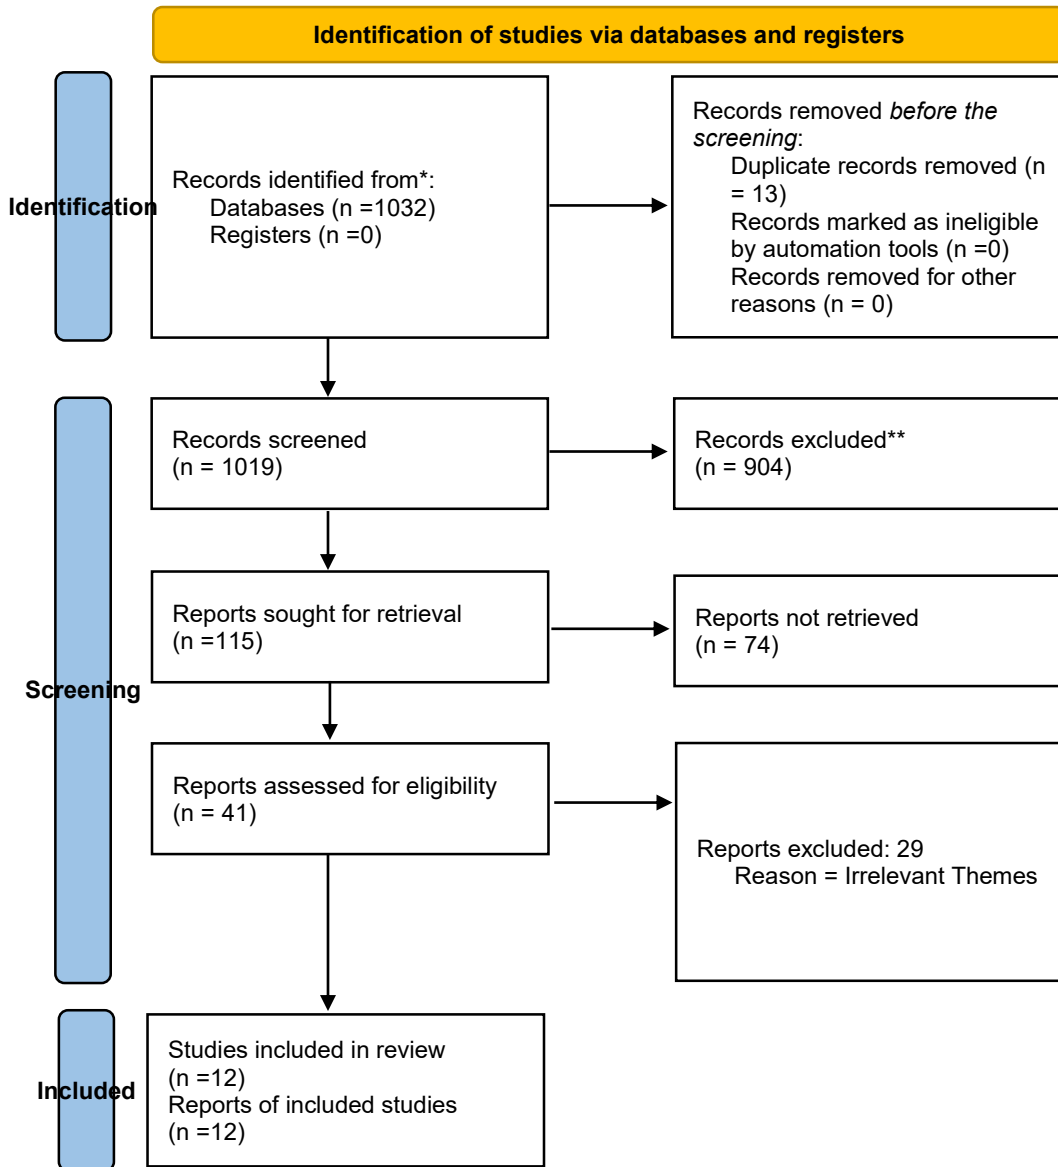 Identification of studies via databases and registers
Identification
Records identified from*:
Databases (n =1032)
Registers (n =0)
Records removed before the
screening:
Duplicate records removed (n
= 13)
Records marked as ineligible
by automation tools (n =0)
Records removed for other
reasons (n = 0)
Screening
Records screened
(n = 1019)
Records excluded**
(n = 904)
Reports sought for retrieval
(n =115)
Reports not retrieved
(n = 74)
Reports assessed for eligibility
(n = 41)
Reports excluded: 29
Reason = Irrelevant Themes
Included
Studies included in review
(n =12)
Reports of included studies
(n =12)